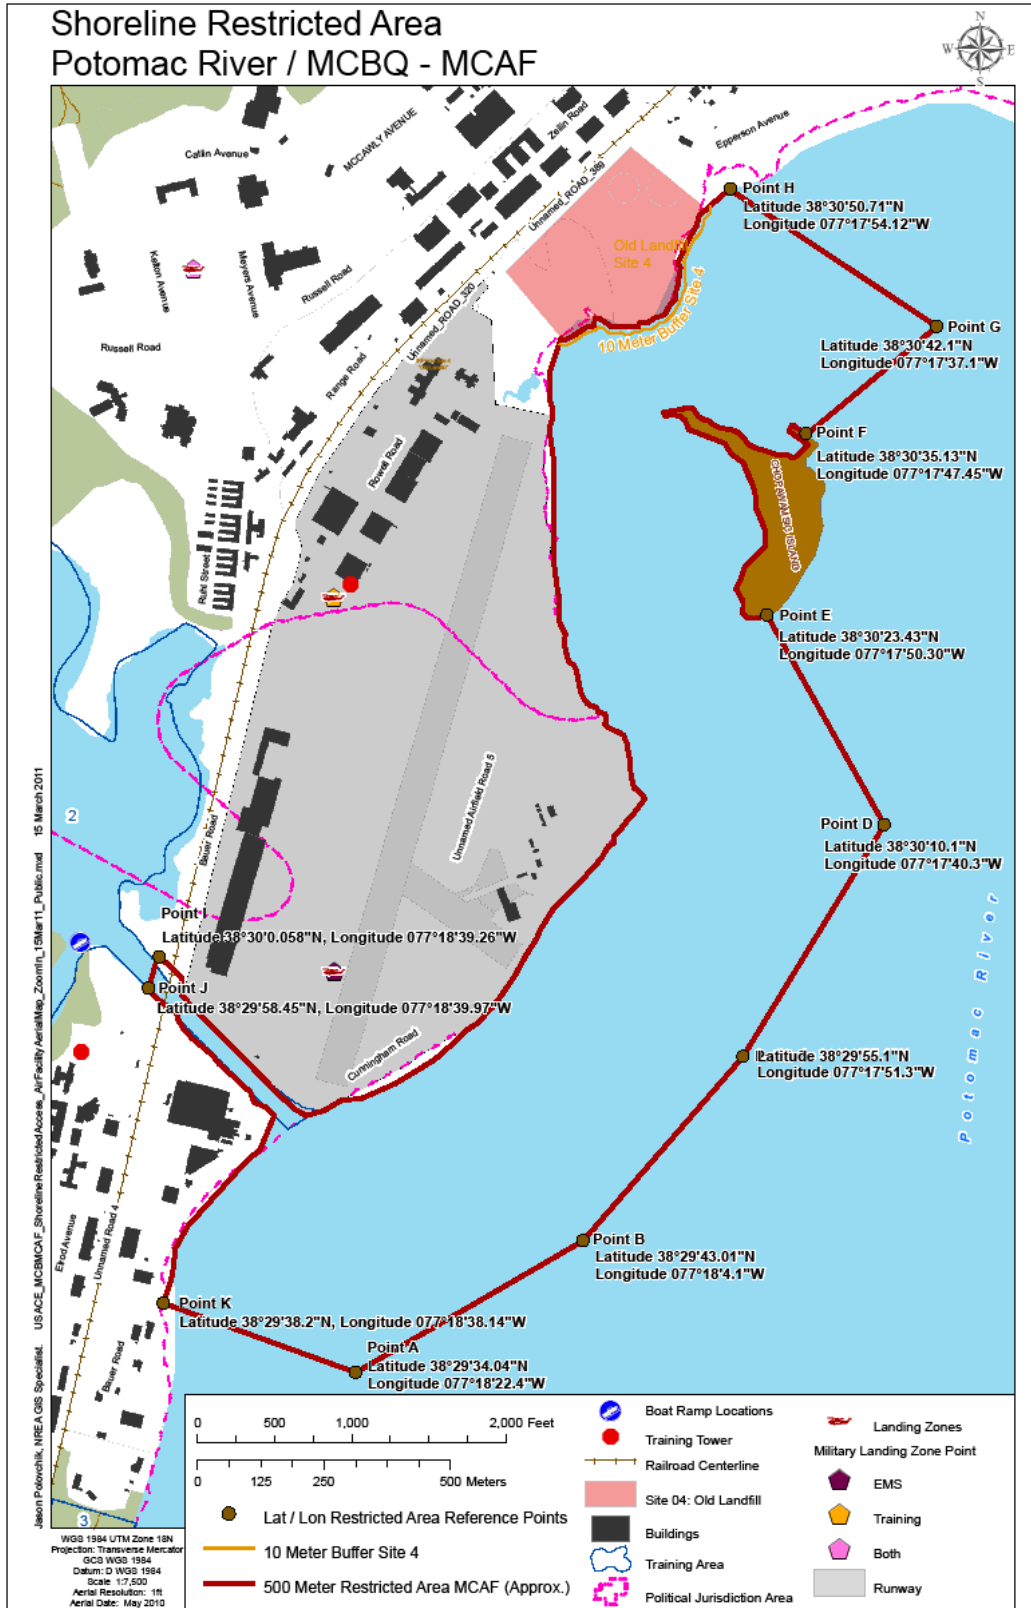 Shoreline Restricted Area
Potomac River / MCBQ - MCAF
N
W
E
S
Catlin Avenue
MCCAWLY AVENUE
Zeilin Road
Epperson Avenue
Unnamed_ROAD_389
Point H
Latitude 38°30'50.71"N
Longitude 077°17'54.12"W
Kelton Avenue
Meyers Avenue
Russell Road
Old Landfill
Site 4
10 Meter Buffer Site 4
Unnamed_ROAD_320
Russell Road
Range Road
Point G
Latitude 38°30'42.1"N
Longitude 077°17'37.1"W
Rowell Road
Point F
Latitude 38°30'35.13"N
Longitude 077°17'47.45"W
CHOPAWAMSIC ISLAND
Ruhl Street
Point E
Latitude 38°30'23.43"N
Longitude 077°17'50.30"W
2
Bauer Road
Unnamed Airfield Road 5
Point D
Latitude 38°30'10.1"N
Longitude 077°17'40.3"W
Potomac River
Point I
Latitude 38°30'0.058"N, Longitude 077°18'39.26"W
Point J
Latitude 38°29'58.45"N, Longitude 077°18'39.97"W
Cunningham Road
Latitude 38°29'55.1"N
Longitude 077°17'51.3"W
Elrod Avenue
Unnamed Road 4
Point B
Latitude 38°29'43.01"N
Longitude 077°18'4.1"W
Point K
Latitude 38°29'38.2"N, Longitude 077°18'38.14"W
Bauer Road
Point A
Latitude 38°29'34.04"N
Longitude 077°18'22.4"W
3
Jason Polovchik, NREA GIS Specialist. USACE_MCBMCAF_ShorelineRestrictedAccess_AirFacilityAerialMap_ZoomIn_15Mar11_Public.mxd 15 March 2011
0 500 1,000 2,000 Feet
0 125 250 500 Meters
Lat / Lon Restricted Area Reference Points
10 Meter Buffer Site 4
500 Meter Restricted Area MCAF (Approx.)
Boat Ramp Locations
Training Tower
Railroad Centerline
Site 04: Old Landfill
Buildings
Training Area
Political Jurisdiction Area
Landing Zones
Military Landing Zone Point
EMS
Training
Both
Runway
WGS 1984 UTM Zone 18N
Projection: Transverse Mercator
GCS WGS 1984
Datum: D WGS 1984
Scale 1:7,500
Aerial Resolution: 1ft
Aerial Date: May 2010